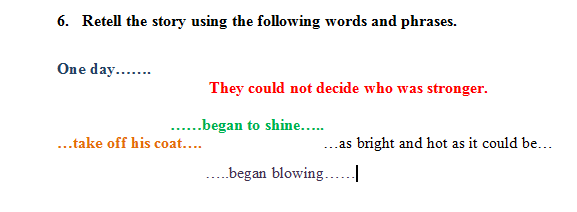 6. Retell the story using the following words and phrases.
One day…….
They could not decide who was stronger.
……began to shine…..
…take off his coat….
…as bright and hot as it could be…
…..began blowing……